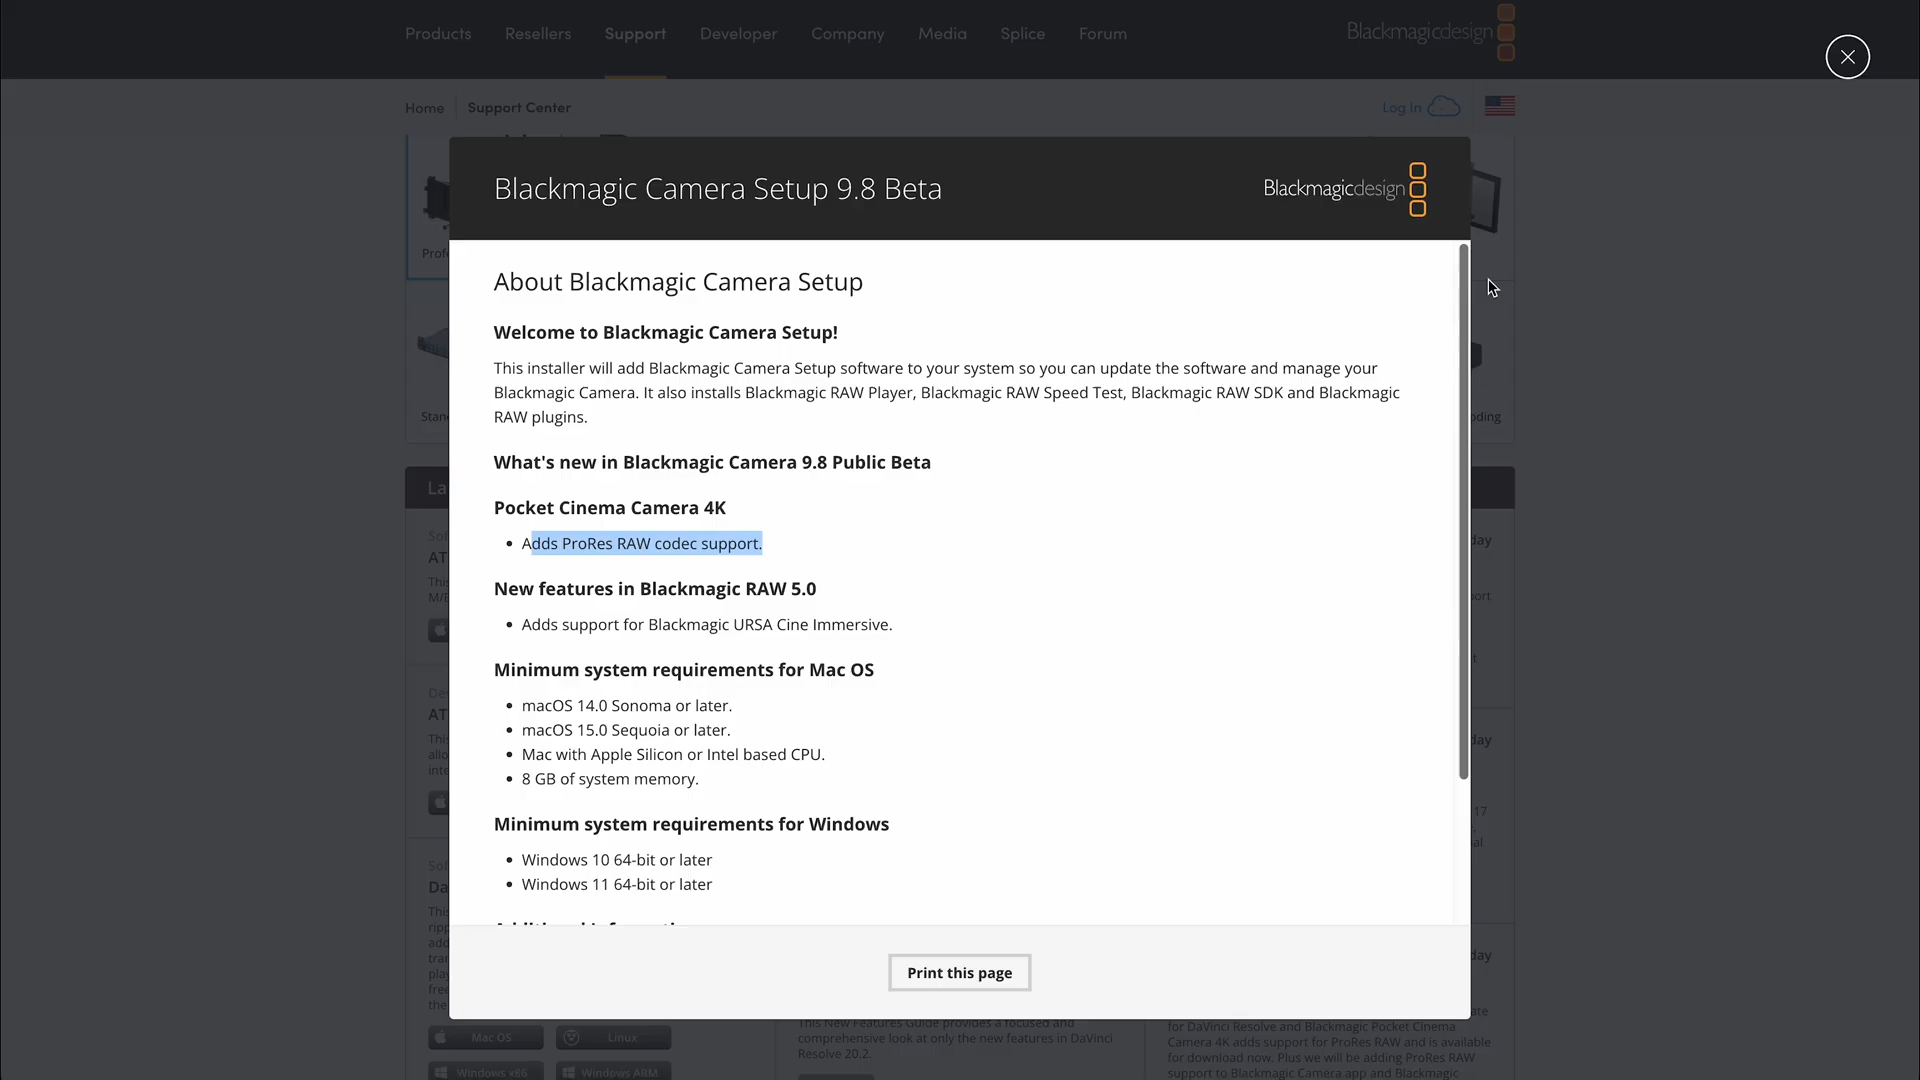 Products Resellers Support Developer Company Media Splice Forum
Blackmagicdesign
Home Support Center
Log In
Blackmagic Camera Setup 9.8 Beta
Blackmagicdesign
About Blackmagic Camera Setup
Welcome to Blackmagic Camera Setup!
This installer will add Blackmagic Camera Setup software to your system so you can update the software and manage your
Blackmagic Camera. It also installs Blackmagic RAW Player, Blackmagic RAW Speed Test, Blackmagic RAW SDK and Blackmagic
RAW plugins.
What's new in Blackmagic Camera 9.8 Public Beta
Pocket Cinema Camera 4K
• Adds ProRes RAW codec support.
New features in Blackmagic RAW 5.0
• Adds support for Blackmagic URSA Cine Immersive.
Minimum system requirements for Mac OS
• macOS 14.0 Sonoma or later.
• macOS 15.0 Sequoia or later.
• Mac with Apple Silicon or Intel based CPU.
• 8 GB of system memory.
Minimum system requirements for Windows
• Windows 10 64-bit or later
• Windows 11 64-bit or later
Print this page
Mac OS Linux
Windows x86 Windows ARM
This New Features Guide provides a focused and
comprehensive look at only the new features in DaVinci
Resolve 20.2.
for DaVinci Resolve and Blackmagic Pocket Cinema
Camera 4K adds support for ProRes RAW and is available
for download now. Plus we will be adding ProRes RAW
support to Blackmagic Camera app and Blackmagic